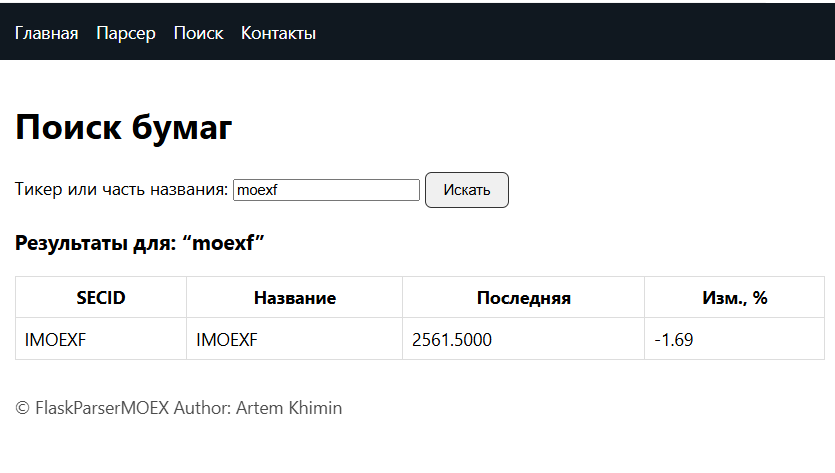 Главная Парсер Поиск Контакты
Поиск бумаг
Тикер или часть названия: moexf Искать
Результаты для: “moexf”
SECID Название Последняя Изм., %
IMOEXF IMOEXF 2561.5000 -1.69
© FlaskParserMOEX Author: Artem Khimin